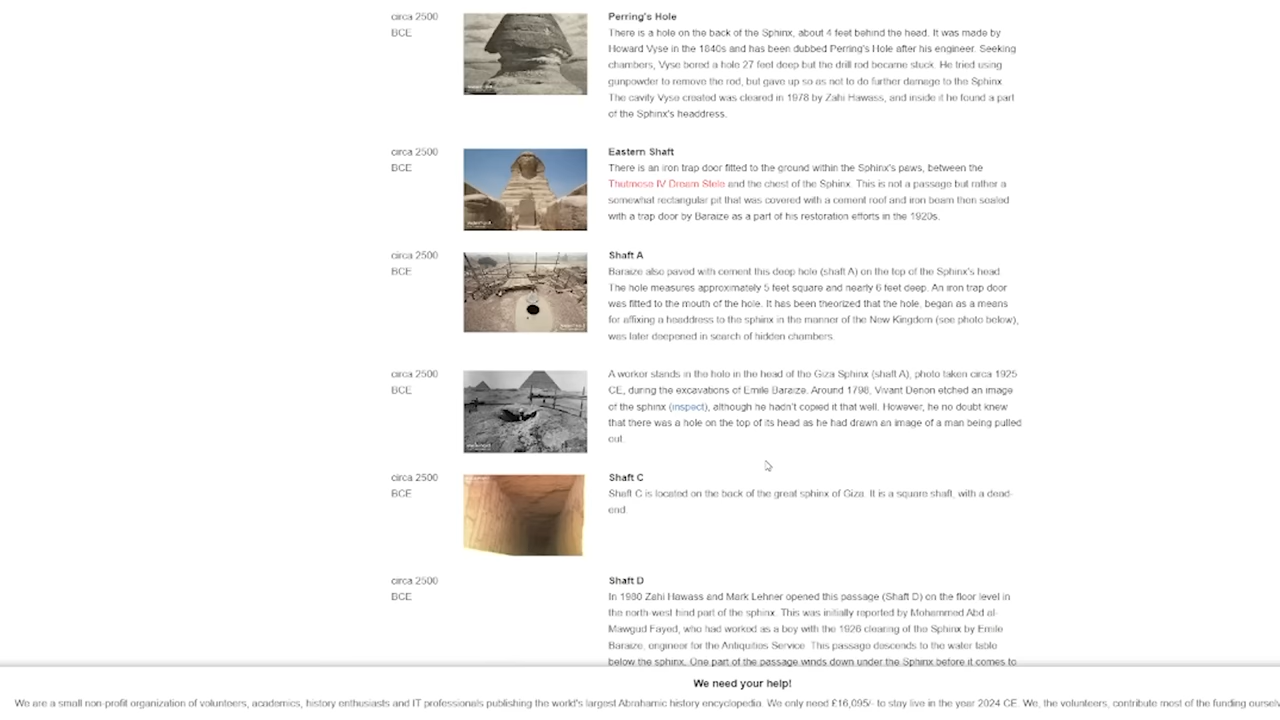 circa 2500
BCE
Perring's Hole
There is a hole on the back of the Sphinx, about 4 feet behind the head. It was made by
Howard Vyse in the 1840s and has been dubbed Perring's Hole after his engineer. Seeking
chambers, Vyse bored a hole 27 feet deep but the drill rod became stuck. He tried using
gunpowder to remove the rod, but gave up so as not to do further damage to the Sphinx.
The cavity Vyse created was cleared in 1978 by Zahi Hawass, and inside it he found a part
of the Sphinx's headdress.
circa 2500
BCE
Eastern Shaft
There is an iron trap door fitted to the ground within the Sphinx's paws, between the
Thutmose IV Dream Stele and the chest of the Sphinx. This is not a passage but rather a
somewhat rectangular pit that was covered with a cement roof and iron beam then sealed
with a trap door by Baraize as a part of his restoration efforts in the 1920s.
circa 2500
BCE
Shaft A
Baraize also paved with cement this deep hole (shaft A) on the top of the Sphinx's head.
The hole measures approximately 5 feet square and nearly 6 feet deep. An iron trap door
was fitted to the mouth of the hole. It has been theorized that the hole, began as a means
for affixing a headdress to the sphinx in the manner of the New Kingdom (see photo below),
was later deepened in search of hidden chambers.
circa 2500
BCE
A worker stands in the hole in the head of the Giza Sphinx (shaft A), photo taken circa 1925
CE, during the excavations of Emile Baraize. Around 1798, Vivant Denon etched an image
of the sphinx (inspect), although he hadn't copied it that well. However, he no doubt knew
that there was a hole on the top of its head as he had drawn an image of a man being pulled
out.
circa 2500
BCE
Shaft C
Shaft C is located on the back of the great sphinx of Giza. It is a square shaft, with a dead-
end.
circa 2500
BCE
Shaft D
In 1980 Zahi Hawass and Mark Lehner opened this passage (Shaft D) on the floor level in
the north-west hind part of the sphinx. This was initially reported by Mohammed Abd al-
Mawgud Fayed, who had worked as a boy with the 1926 clearing of the Sphinx by Emile
Baraize, engineer for the Antiquities Service. This passage descends to the water table
below the sphinx. One part of the passage winds down under the Sphinx before it comes to
We need your help!
We are a small non-profit organization of volunteers, academics, history enthusiasts and IT professionals publishing the world's largest Abrahamic history encyclopedia. We only need £16,095/- to stay live in the year 2024 CE. We, the volunteers, contribute most of the funding